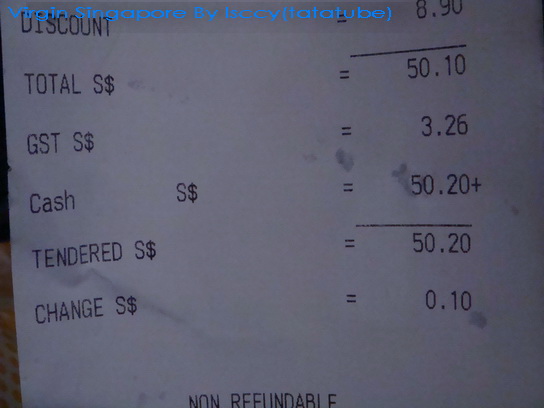 Virgin Singapore By Isccy(tatatube)
DISCOUNT = 8.90
TOTAL S$ = 50.10
GST S$ = 3.26
Cash S$ = 50.20+
TENDERED S$ = 50.20
CHANGE S$ = 0.10
NON REFUNDABLE